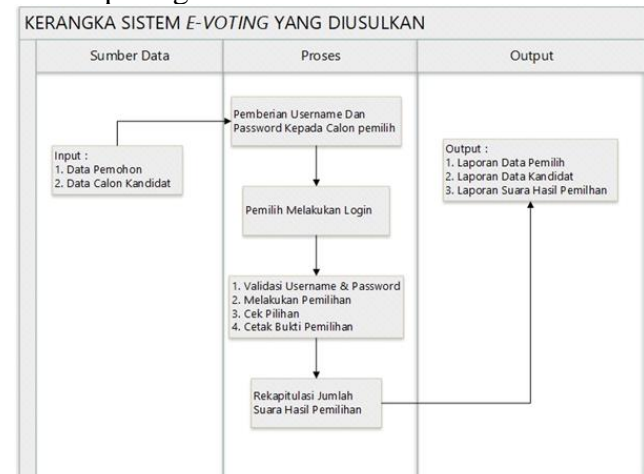 KERANGKA SISTEM E-VOTING YANG DIUSULKAN
Sumber Data
Proses
Output
Input :
1. Data Pemohon
2. Data Calon Kandidat
Pemberian Username Dan
Password Kepada Calon pemilih
Pemilih Melakukan Login
1. Validasi Username & Password
2. Melakukan Pemilihan
3. Cek Pilihan
4. Cetak Bukti Pemilihan
Rekapitulasi Jumlah
Suara Hasil Pemilihan
Output :
1. Laporan Data Pemilih
2. Laporan Data Kandidat
3. Laporan Suara Hasil Pemilhan